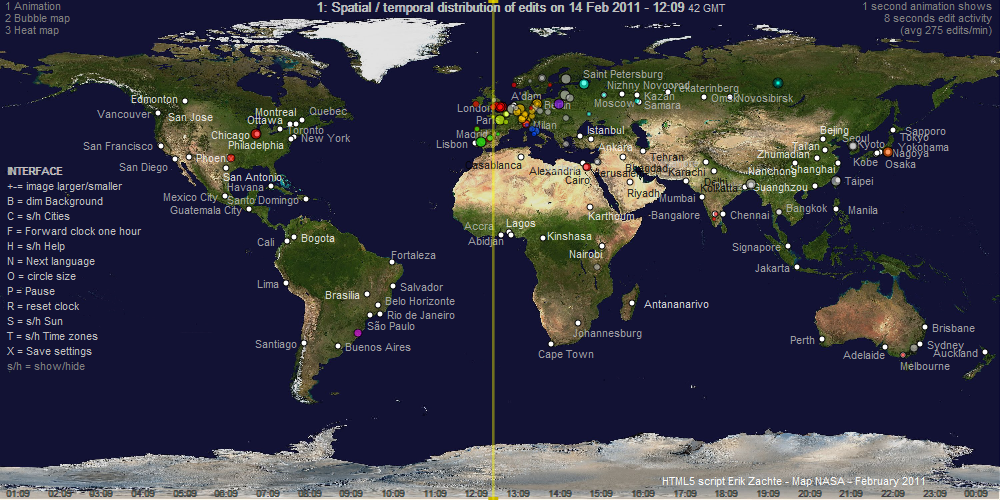 1 Animation
2 Bubble map
3 Heat map
1: Spatial / temporal distribution of edits on 14 Feb 2011 - 12:09 42 GMT
1 second animation shows
8 seconds edit activity
(avg 275 edits/min)
Saint Petersburg
Nizhny Novgorod
Moscow
Kazan
Samara
Omsk
Novosibirsk
A'dam
London
Milan
Madrid
Lisbon
Istanbul
Ankara
Tehran
Casablanca
Alexandria
Cairo
Riyadh
Karachi
Mumbai
-Bangalore
Chennai
Karthoum
Accra
Lagos
Abidjan
Kinshasa
Nairobi
Antananarivo
Johannesburg
Cape Town
Edmonton
Vancouver
San Jose
Montreal
Quebec
Ottawa
Toronto
Chicago
New York
Philadelphia
San Francisco
Phoen
San Diego
San Antonio
Havana
Mexico City
Santo Domingo
Guatemala City
Cali
Bogota
Fortaleza
Lima
Brasilia
Salvador
Belo Horizonte
Rio de Janeiro
São Paulo
Santiago
Buenos Aires
Bejing
Seoul
Sapporo
Tokyo
Kyoto
Yokohama
Nagoya
Kobe
Osaka
Tai'an
Zhumadian
Shanghai
Nanchong
Guangzhou
Taipei
Bangkok
Manila
Singapore
Jakarta
Perth
Adelaide
Brisbane
Sydney
Auckland
Melbourne
INTERFACE
+-= image larger/smaller
B = dim Background
C = s/h Cities
F = Forward clock one hour
H = s/h Help
N = Next language
O = circle size
P = Pause
R = reset clock
S = s/h Sun
T = s/h Time zones
X = Save settings
s/h = show/hide
HTML5 script Erik Zachte - Map NASA - February 2011
01:09 02:09 03:09 04:09 05:09 06:09 07:09 08:09 09:09 10:09 11:09 12:09 13:09 14:09 15:09 16:09 17:09 18:09 19:09 20:09 21:09 22:09 23:09 00:09